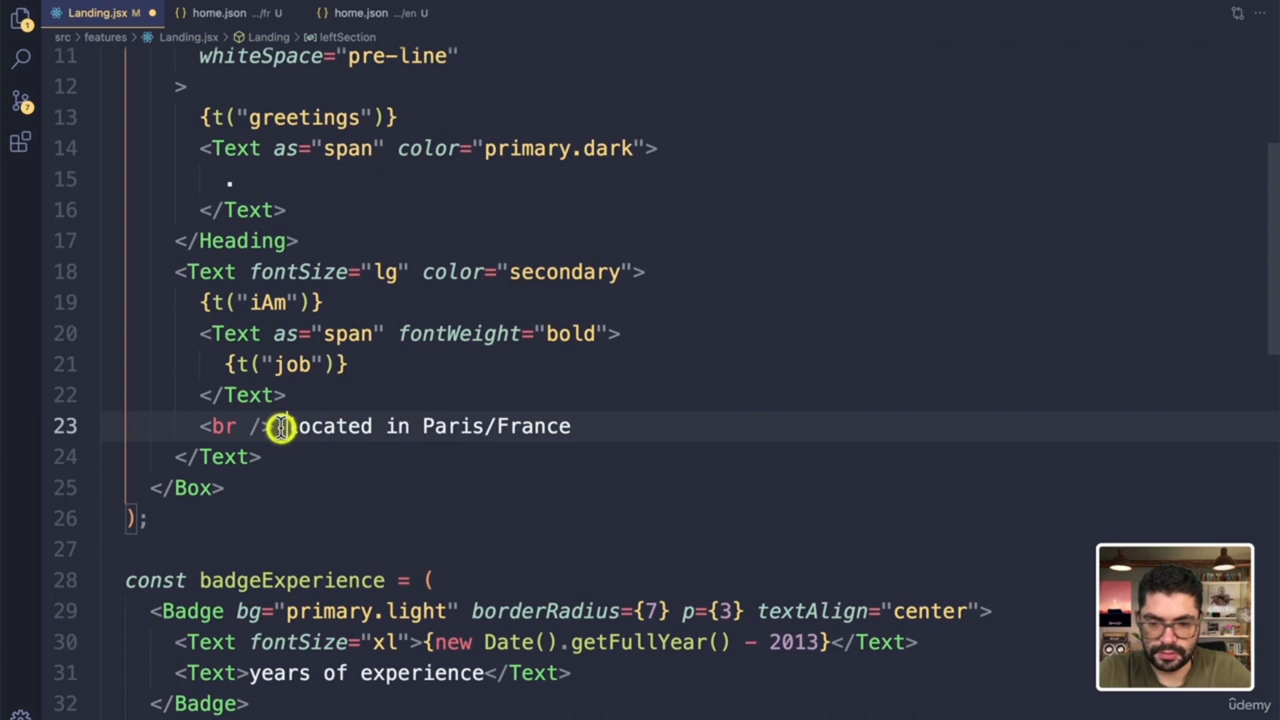 Landing.jsx M
home.json .../fr U
home.json .../en U
src > features > Landing.jsx > Landing > leftSection
11 whiteSpace="pre-line"
12 >
13 {t("greetings")}
14 <Text as="span" color="primary.dark">
15 .
16 </Text>
17 </Heading>
18 <Text fontSize="lg" color="secondary">
19 {t("iAm")}
20 <Text as="span" fontWeight="bold">
21 {t("job")}
22 </Text>
23 <br /> located in Paris/France
24 </Text>
25 </Box>
26 );
27
28 const badgeExperience = (
29 <Badge bg="primary.light" borderRadius={7} p={3} textAlign="center">
30 <Text fontSize="xl">{new Date().getFullYear() - 2013}</Text>
31 <Text>years of experience</Text>
32 </Badge>
1
7
ûdemy